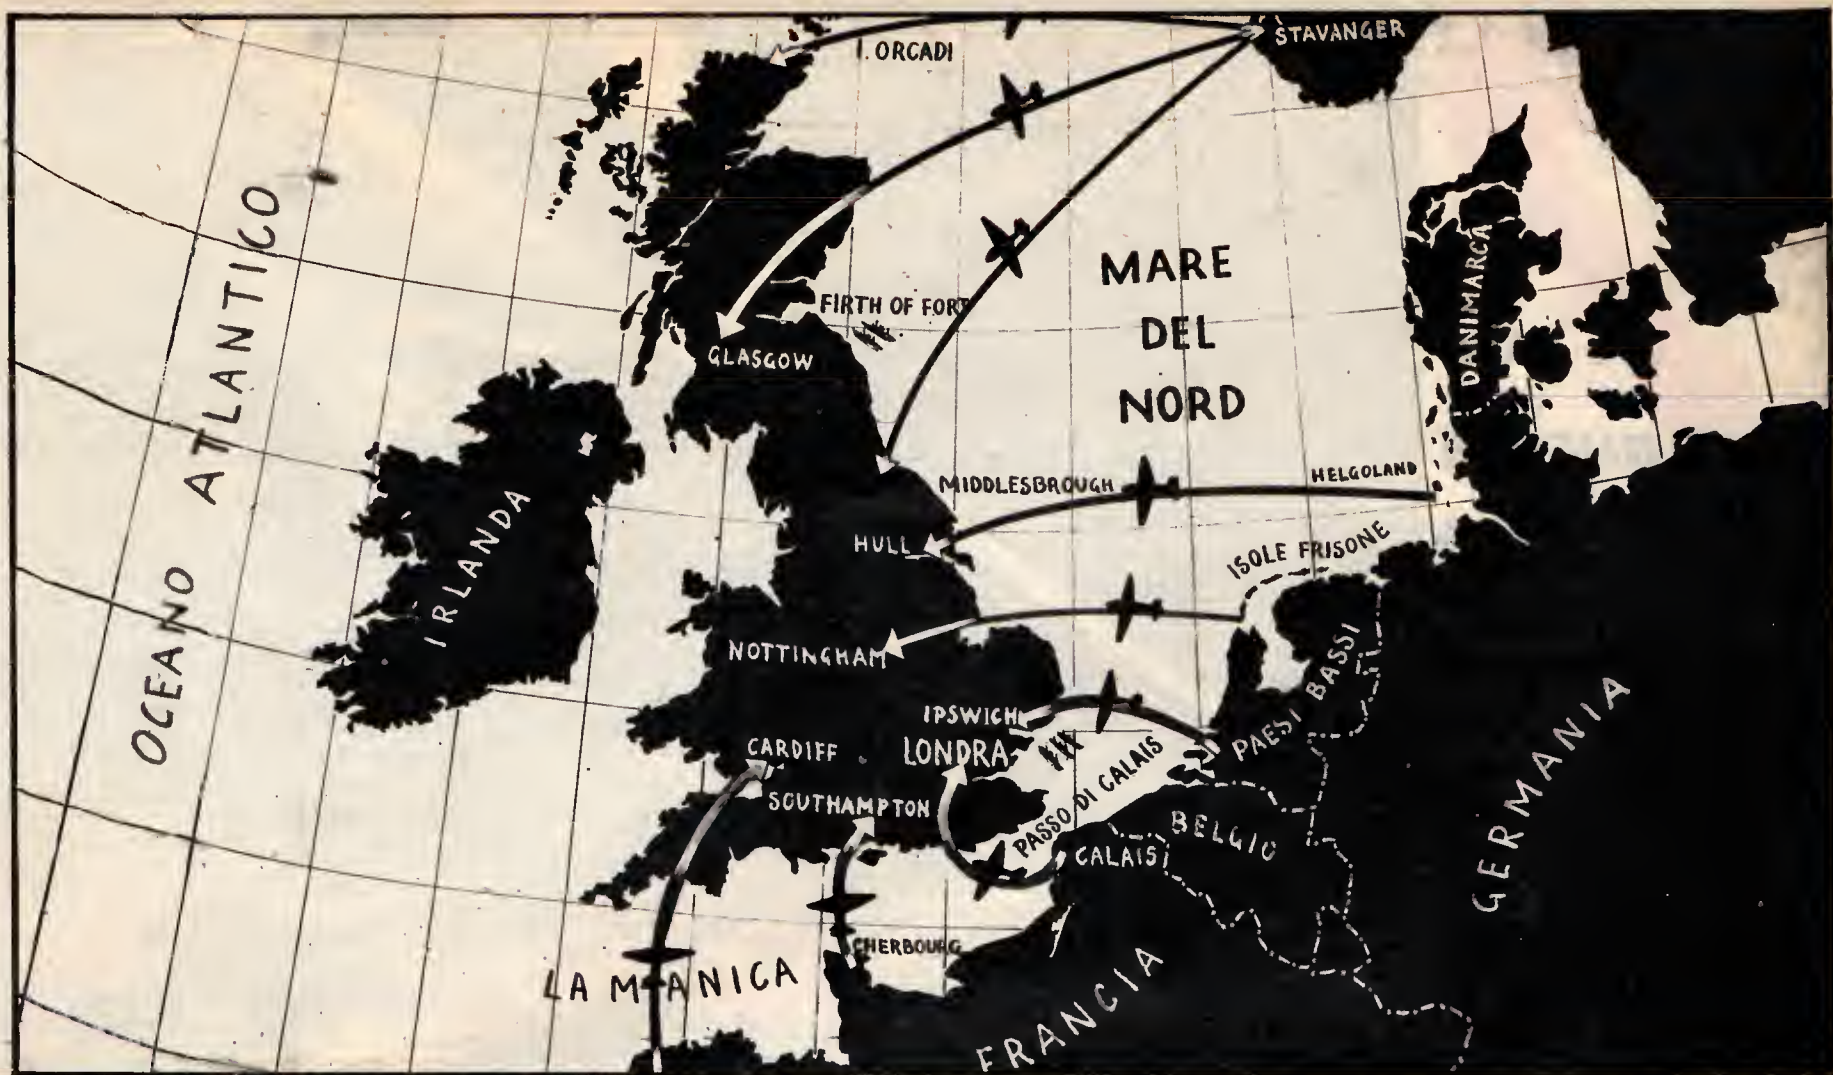 STAVANGER
I. ORCADI
OCEANO ATLANTICO
MARE
DEL
NORD
DANIMARCA
FIRTH OF FORT
GLASGOW
MIDDLESBROUGH
HELGOLAND
HULL
ISOLE FRISONE
IRLANDA
NOTTINGHAM
PAESI BASSI
IPSWICH
LONDRA
CARDIFF
SOUTHAMPTON
PASSO DI CALAIS
BELGIO
CALAIS
GERMANIA
CHERBOURG
LA MANICA
FRANCIA